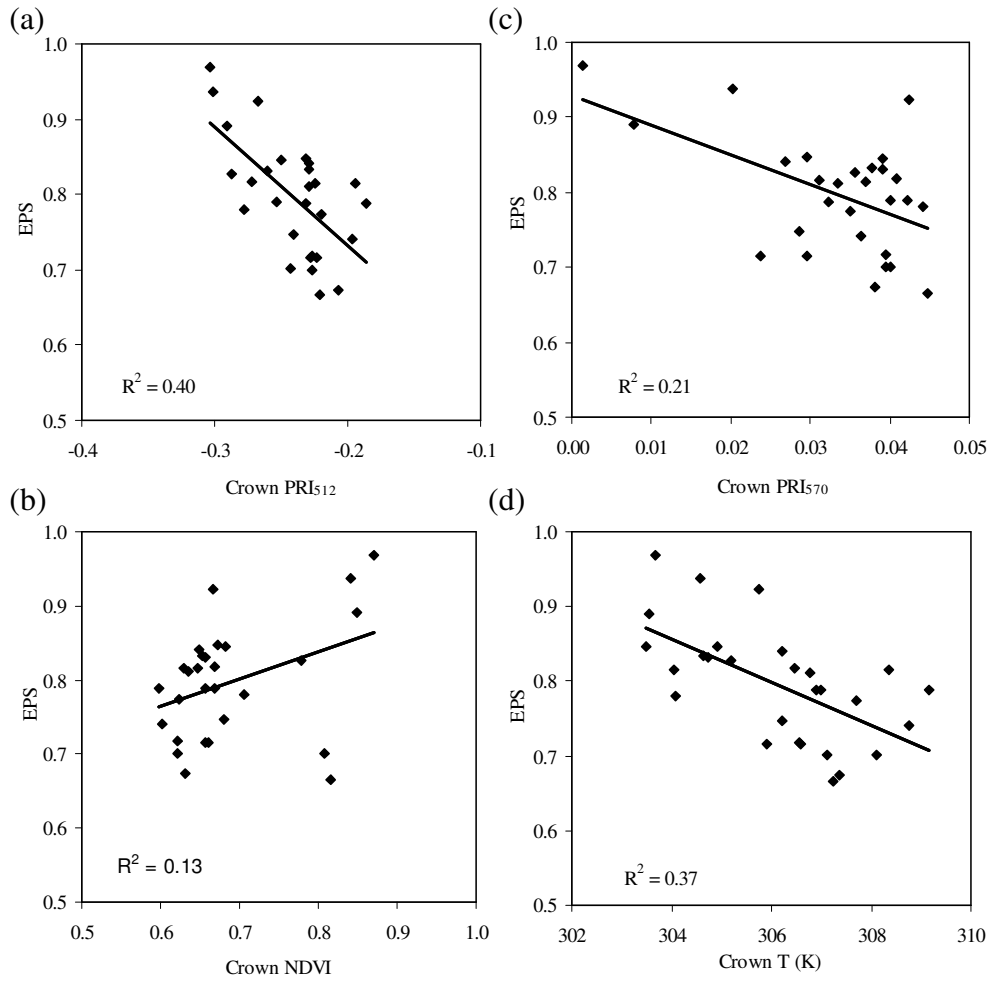 (a)
1.0
0.9
0.8
0.7
0.6
0.5
EPS
R² = 0.40
-0.4 -0.3 -0.2 -0.1
Crown PRI₅₁₂
(c)
1.0
0.9
0.8
0.7
0.6
0.5
EPS
R² = 0.21
0.00 0.01 0.02 0.03 0.04 0.05
Crown PRI₅₇₀
(b)
1.0
0.9
0.8
0.7
0.6
0.5
EPS
R² = 0.13
0.5 0.6 0.7 0.8 0.9 1.0
Crown NDVI
(d)
1.0
0.9
0.8
0.7
0.6
0.5
EPS
R² = 0.37
302 304 306 308 310
Crown T (K)